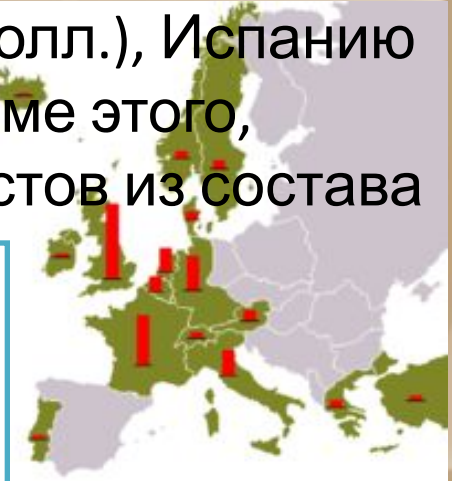 олл.), Испанию
ме этого,
стов из состава